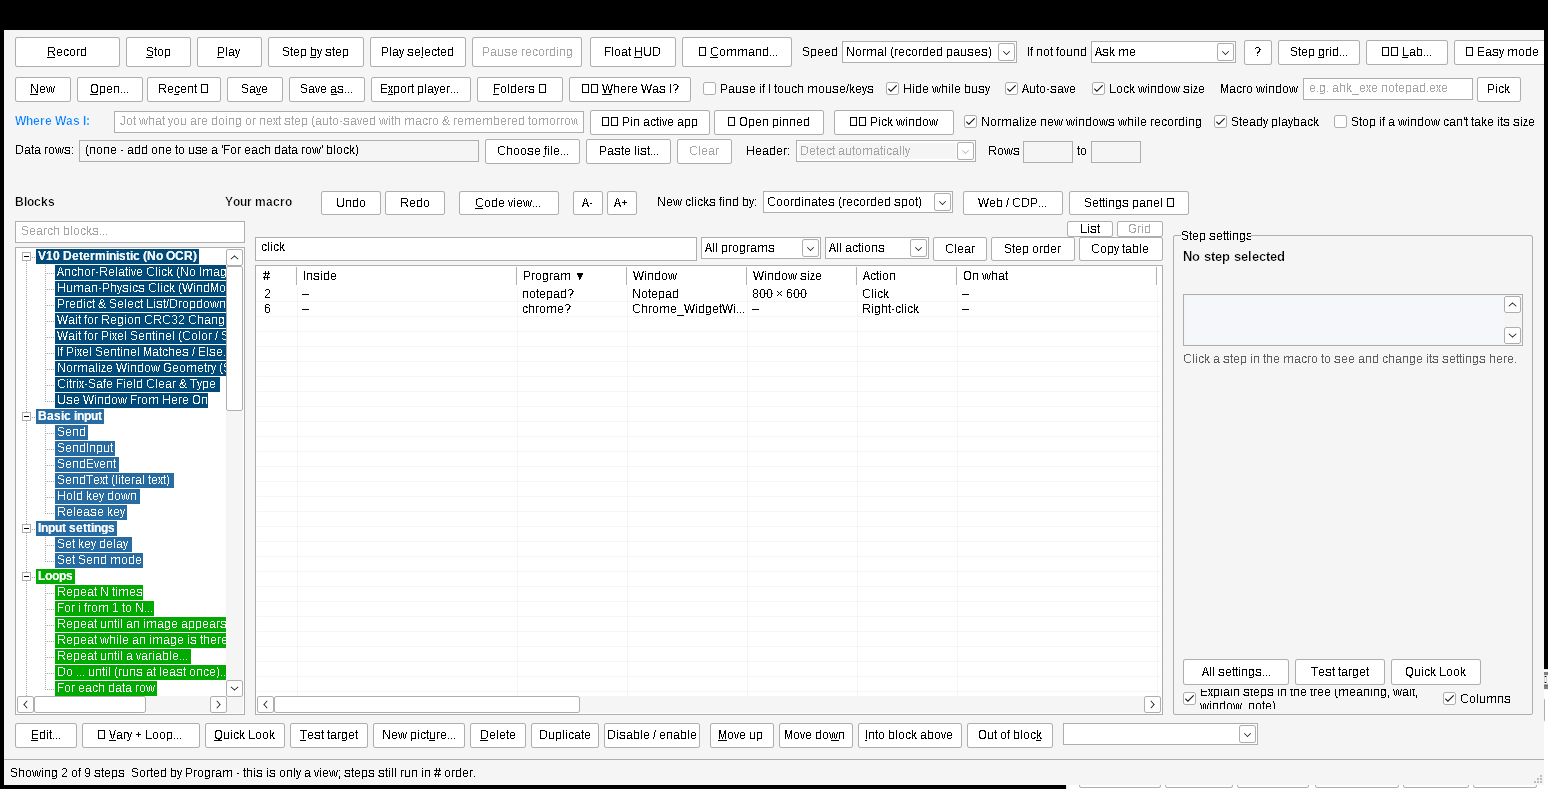 Record Stop Play Step by step Play selected Pause recording Float HUD Command... Speed Normal (recorded pauses) If not found Ask me ? Step grid... Lab... Easy mode
New Open... Recent Save Save as... Export player... Folders Where Was I? Pause if I touch mouse/keys Hide while busy Auto-save Lock window size Macro window e.g. ahk_exe notepad.exe Pick
Where Was I: Jot what you are doing or next step (auto-saved with macro & remembered tomorrow Pin active app Open pinned Pick window Normalize new windows while recording Steady playback Stop if a window can't take its size
Data rows: (none - add one to use a 'For each data row' block) Choose file... Paste list... Clear Header: Detect automatically Rows to
Blocks Your macro Undo Redo Code view... A- A+ New clicks find by: Coordinates (recorded spot) Web / CDP... Settings panel
List Grid
Search blocks...
click All programs All actions Clear Step order Copy table
# Inside Program ▼ Window Window size Action On what
2 – notepad? Notepad 800 × 600 Click –
6 – chrome? Chrome_WidgetWi... – Right-click –
V10 Deterministic (No OCR)
Anchor-Relative Click (No Imag
Human-Physics Click (WindMo
Predict & Select List/Dropdown
Wait for Region CRC32 Chang
Wait for Pixel Sentinel (Color / S
If Pixel Sentinel Matches / Else.
Normalize Window Geometry (S
Citrix-Safe Field Clear & Type
Use Window From Here On
Basic input
Send
SendInput
SendEvent
SendText (literal text)
Hold key down
Release key
Input settings
Set key delay
Set Send mode
Loops
Repeat N times
For i from 1 to N...
Repeat until an image appears
Repeat while an image is there
Repeat until a variable...
Do ... until (runs at least once)..
For each data row
Step settings
No step selected
Click a step in the macro to see and change its settings here.
All settings... Test target Quick Look
Explain steps in the tree (meaning, wait,
window, note)
Columns
Edit... Vary + Loop... Quick Look Test target New picture... Delete Duplicate Disable / enable Move up Move down Into block above Out of block
Showing 2 of 9 steps Sorted by Program - this is only a view; steps still run in # order.